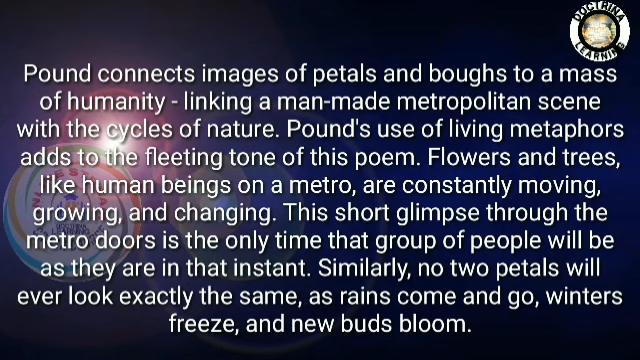 DOCTRINA
LEARNING
Pound connects images of petals and boughs to a mass
of humanity - linking a man-made metropolitan scene
with the cycles of nature. Pound's use of living metaphors
adds to the fleeting tone of this poem. Flowers and trees,
like human beings on a metro, are constantly moving,
growing, and changing. This short glimpse through the
metro doors is the only time that group of people will be
as they are in that instant. Similarly, no two petals will
ever look exactly the same, as rains come and go, winters
freeze, and new buds bloom.